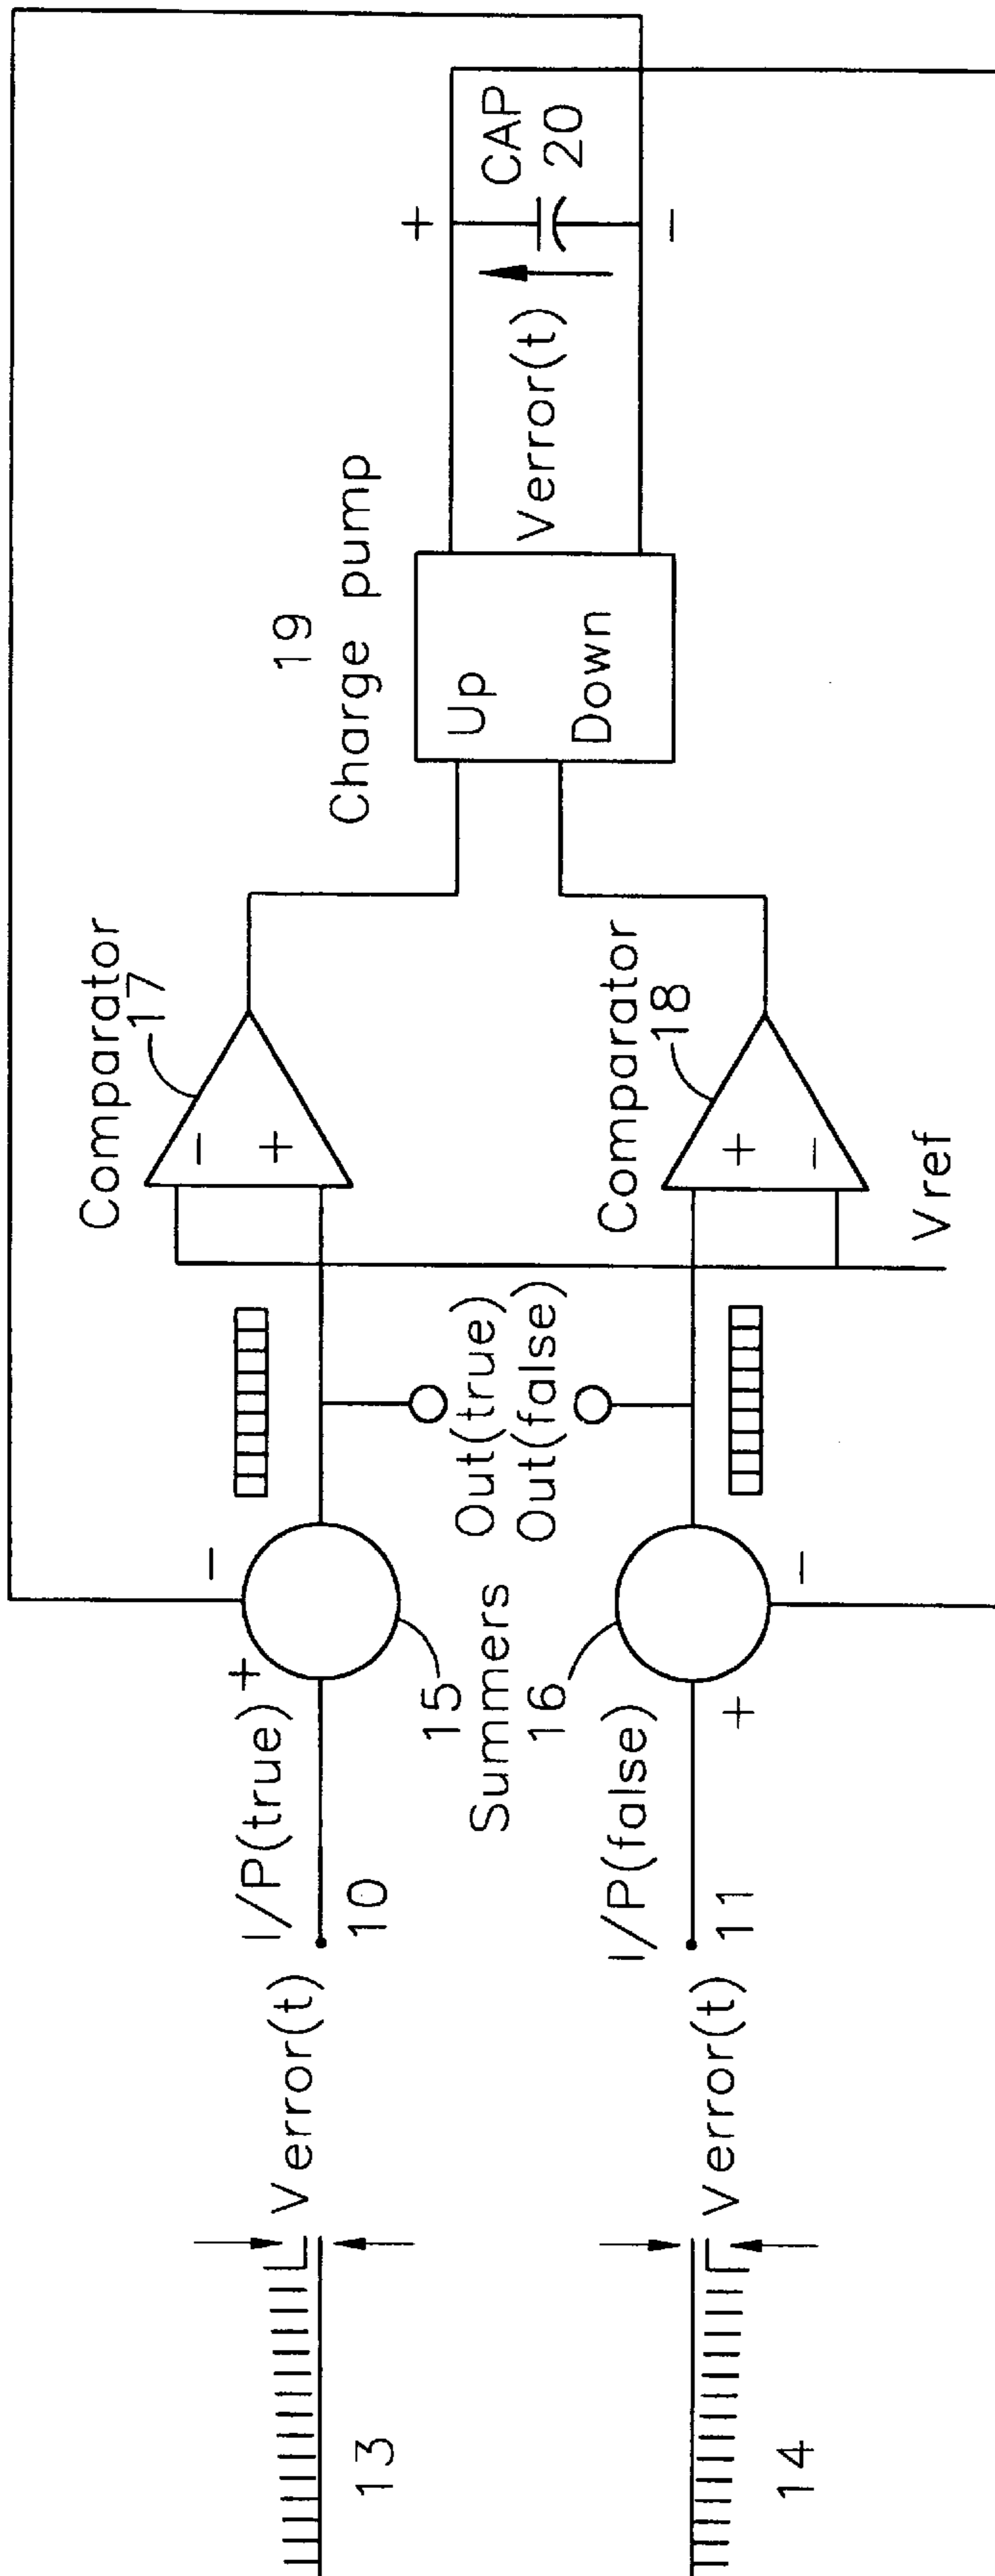 13
Verror(t)
I/P(true)
10
+
−
15
Summers
16
Out(true)
Out(false)
Comparator
17
−
+
19
Charge pump
Up
Down
Verror(t)
+
CAP
20
−
14
Verror(t)
I/P(false)
11
+
−
Comparator
18
+
−
Vref